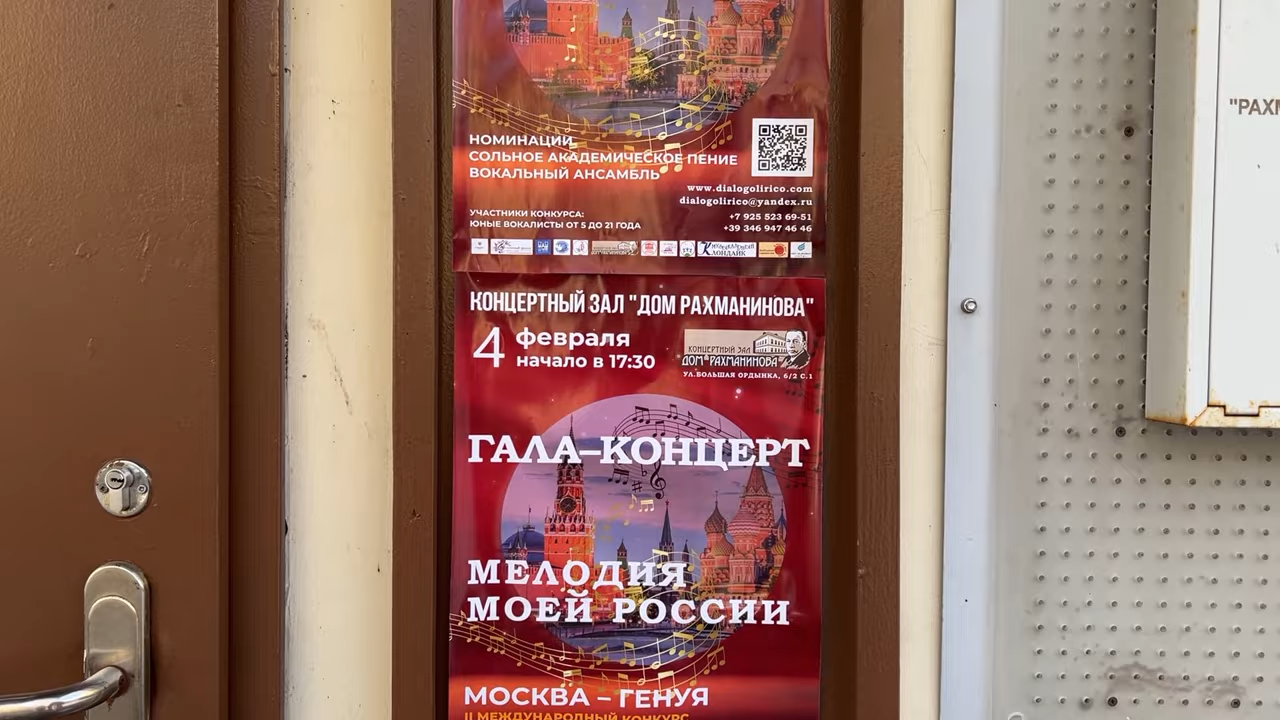 НОМИНАЦИИ
СОЛЬНОЕ АКАДЕМИЧЕСКОЕ ПЕНИЕ
ВОКАЛЬНЫЙ АНСАМБЛЬ
www.dialogolirico.com
dialogolirico@yandex.ru
УЧАСТНИКИ КОНКУРСА:
ЮНЫЕ ВОКАЛИСТЫ ОТ 5 ДО 21 ГОДА
+7 925 523 69-51
+39 346 947 46 46
КОНЦЕРТНЫЙ ЗАЛ "ДОМ РАХМАНИНОВА"
4 февраля
начало в 17:30
КОНЦЕРТНЫЙ ЗАЛ
ДОМ РАХМАНИНОВА
УЛ.БОЛЬШАЯ ОРДЫНКА, 6/2 С.1
ГАЛА–КОНЦЕРТ
МЕЛОДИЯ
МОЕЙ РОССИИ
МОСКВА – ГЕНУЯ
II МЕЖДУНАРОДНЫЙ КОНКУРС
"РАХМ